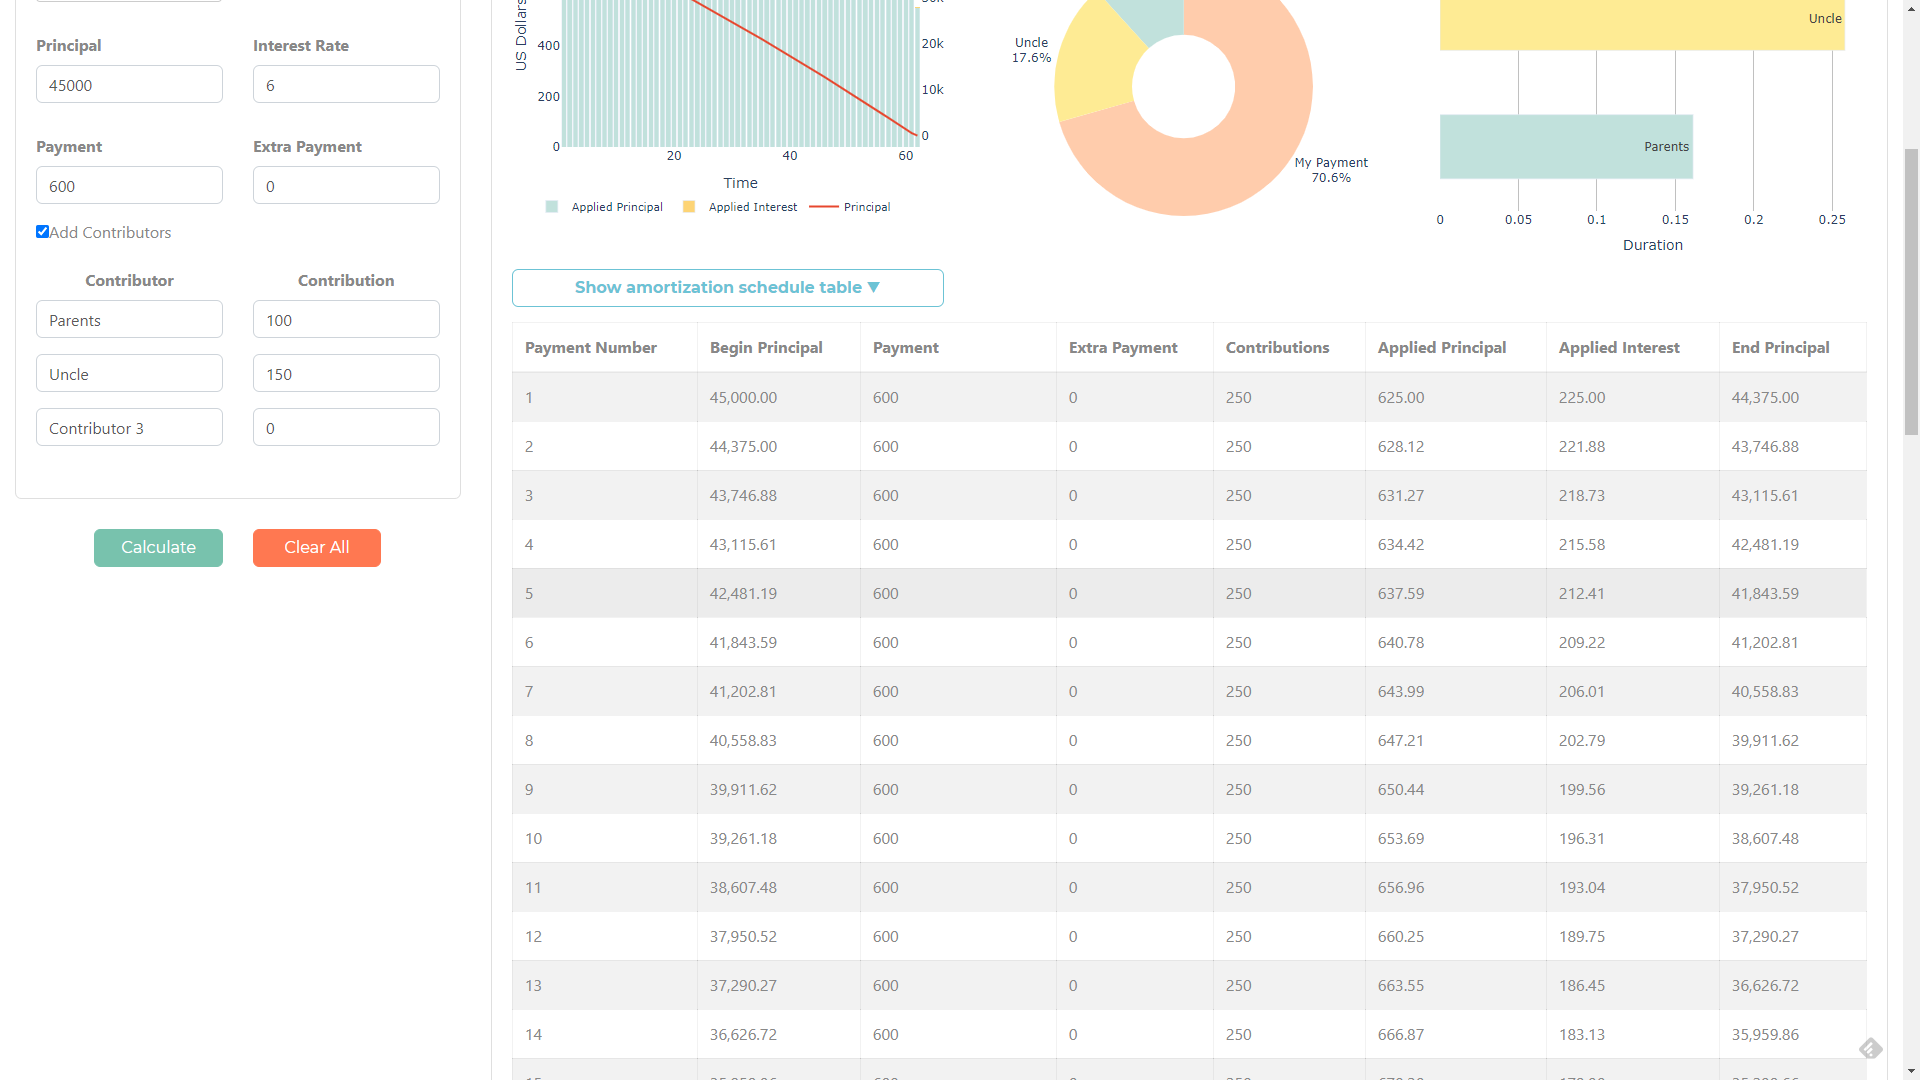 Principal Interest Rate
45000 6
Payment Extra Payment
600 0
Add Contributors
Contributor Contribution
Parents 100
Uncle 150
Contributor 3 0
Calculate Clear All
US Dollars
400
200
0
20k
10k
0
20 40 60
Time
Applied Principal Applied Interest Principal
Uncle
17.6%
My Payment
70.6%
Uncle
Parents
0 0.05 0.1 0.15 0.2 0.25
Duration
Show amortization schedule table ▼
Payment Number Begin Principal Payment Extra Payment Contributions Applied Principal Applied Interest End Principal
1 45,000.00 600 0 250 625.00 225.00 44,375.00
2 44,375.00 600 0 250 628.12 221.88 43,746.88
3 43,746.88 600 0 250 631.27 218.73 43,115.61
4 43,115.61 600 0 250 634.42 215.58 42,481.19
5 42,481.19 600 0 250 637.59 212.41 41,843.59
6 41,843.59 600 0 250 640.78 209.22 41,202.81
7 41,202.81 600 0 250 643.99 206.01 40,558.83
8 40,558.83 600 0 250 647.21 202.79 39,911.62
9 39,911.62 600 0 250 650.44 199.56 39,261.18
10 39,261.18 600 0 250 653.69 196.31 38,607.48
11 38,607.48 600 0 250 656.96 193.04 37,950.52
12 37,950.52 600 0 250 660.25 189.75 37,290.27
13 37,290.27 600 0 250 663.55 186.45 36,626.72
14 36,626.72 600 0 250 666.87 183.13 35,959.86